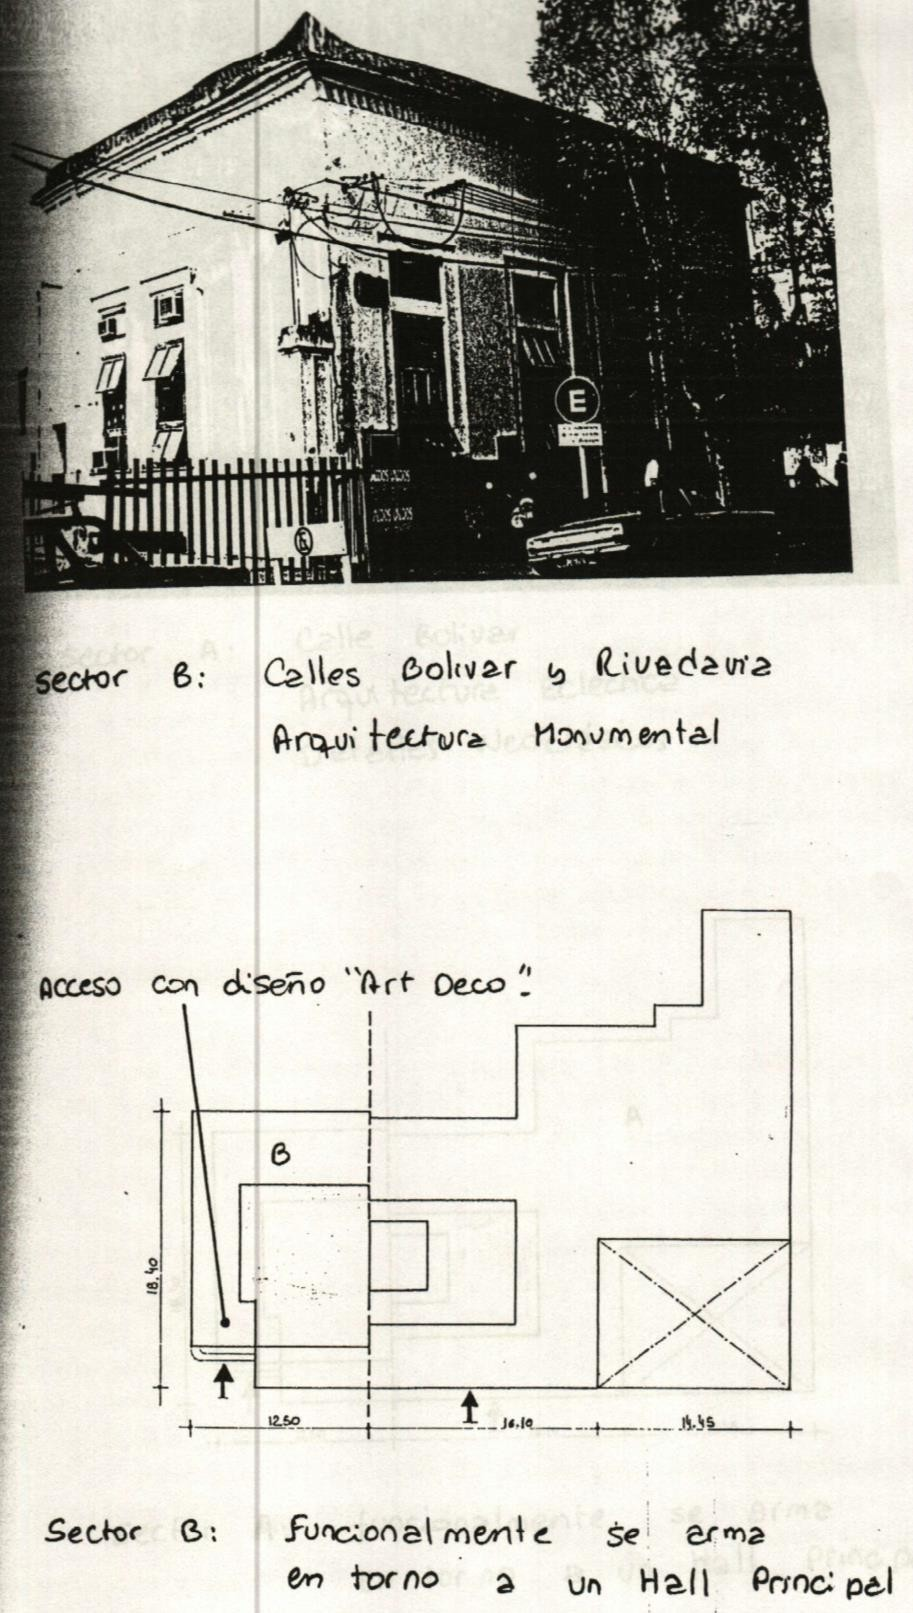 E
sector B: Calles Bolivar y Rivadavia
Arquitectura Monumental
Acceso con diseño "Art Deco".
B
A
18.40
12.50 16.10 14.45
Sector B: Funcionalmente se arma
en torno a un Hall Principal